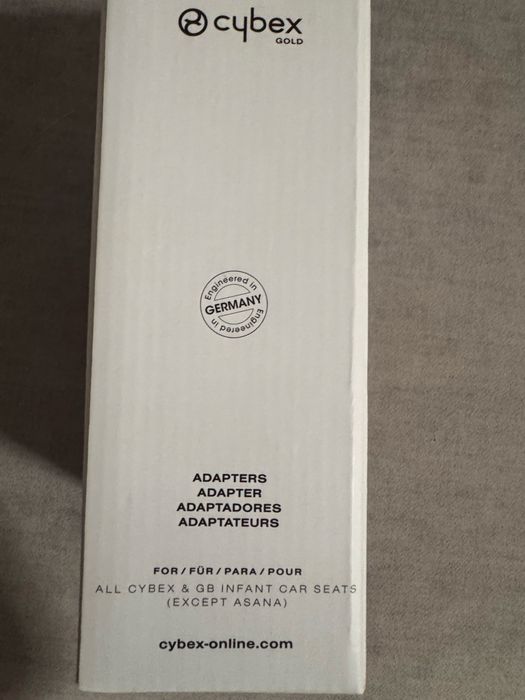 cybex
GOLD
Engineered in
GERMANY
Engineered in
ADAPTERS
ADAPTER
ADAPTADORES
ADAPTATEURS
FOR / FÜR / PARA / POUR
ALL CYBEX & GB INFANT CAR SEATS
(EXCEPT ASANA)
cybex-online.com